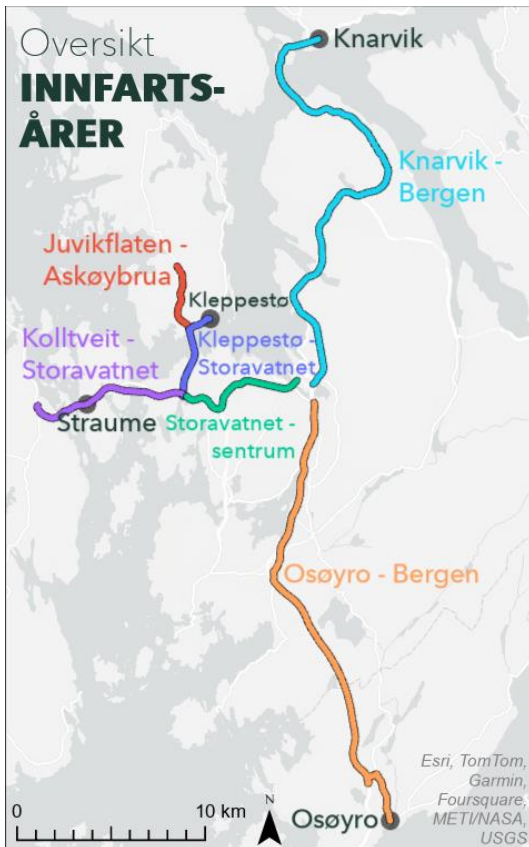 Oversikt
INNFARTS-
ÅRER
Knarvik
Knarvik -
Bergen
Juvikflaten -
Askøybrua
Kleppestø
Kolltveit -
Storavatnet
Kleppestø -
Storavatnet
Straume
Storavatnet -
sentrum
Osøyro - Bergen
Esri, TomTom,
Garmin,
Foursquare,
METI/NASA,
USGS
0 10 km
N
Osøyro